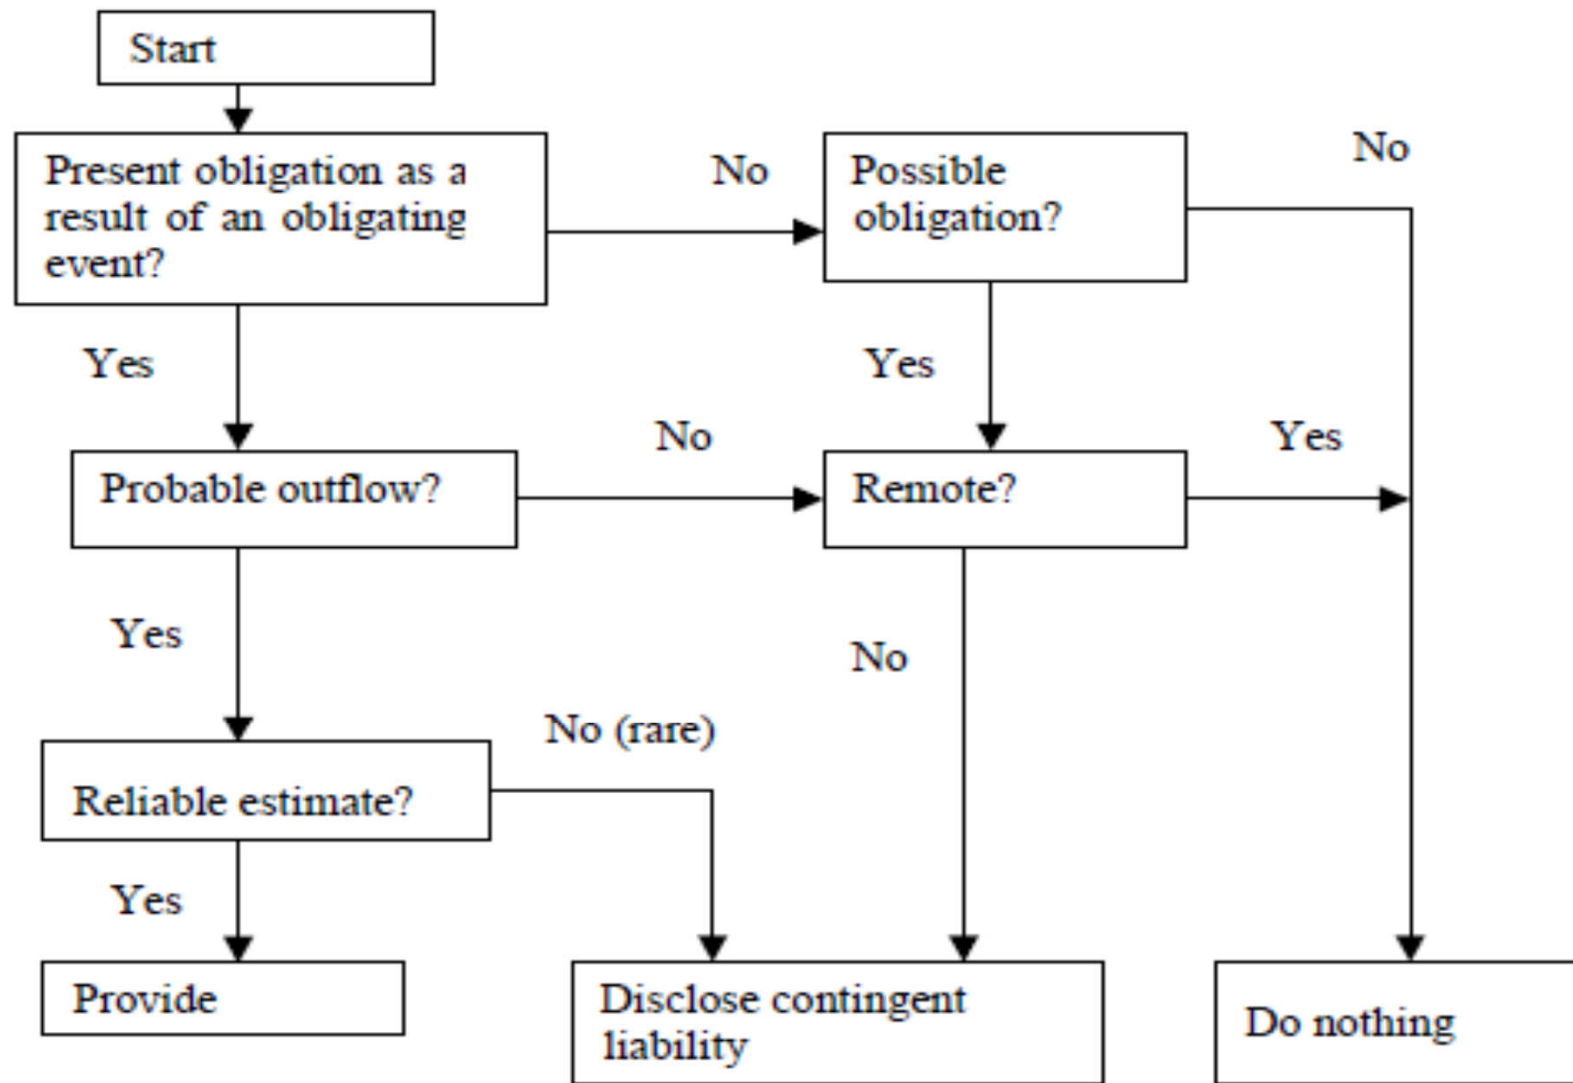 Start
Present obligation as a
result of an obligating
event?
No
Possible
obligation?
No
Yes
Yes
Probable outflow?
No
Remote?
Yes
Yes
No
Reliable estimate?
No (rare)
Yes
Provide
Disclose contingent
liability
Do nothing